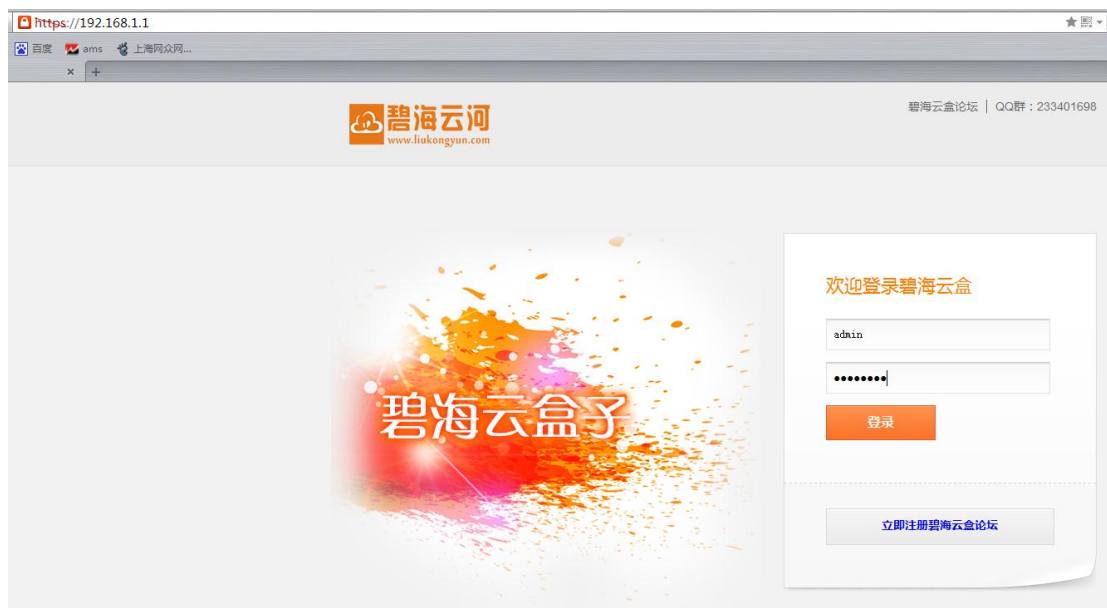 https://192.168.1.1
百度 ams 上海网众网...
碧海云河
www.liukongyun.com
碧海云盒论坛 | QQ群：233401698
碧海云盒子
欢迎登录碧海云盒
admin
••••••••
登录
立即注册碧海云盒论坛